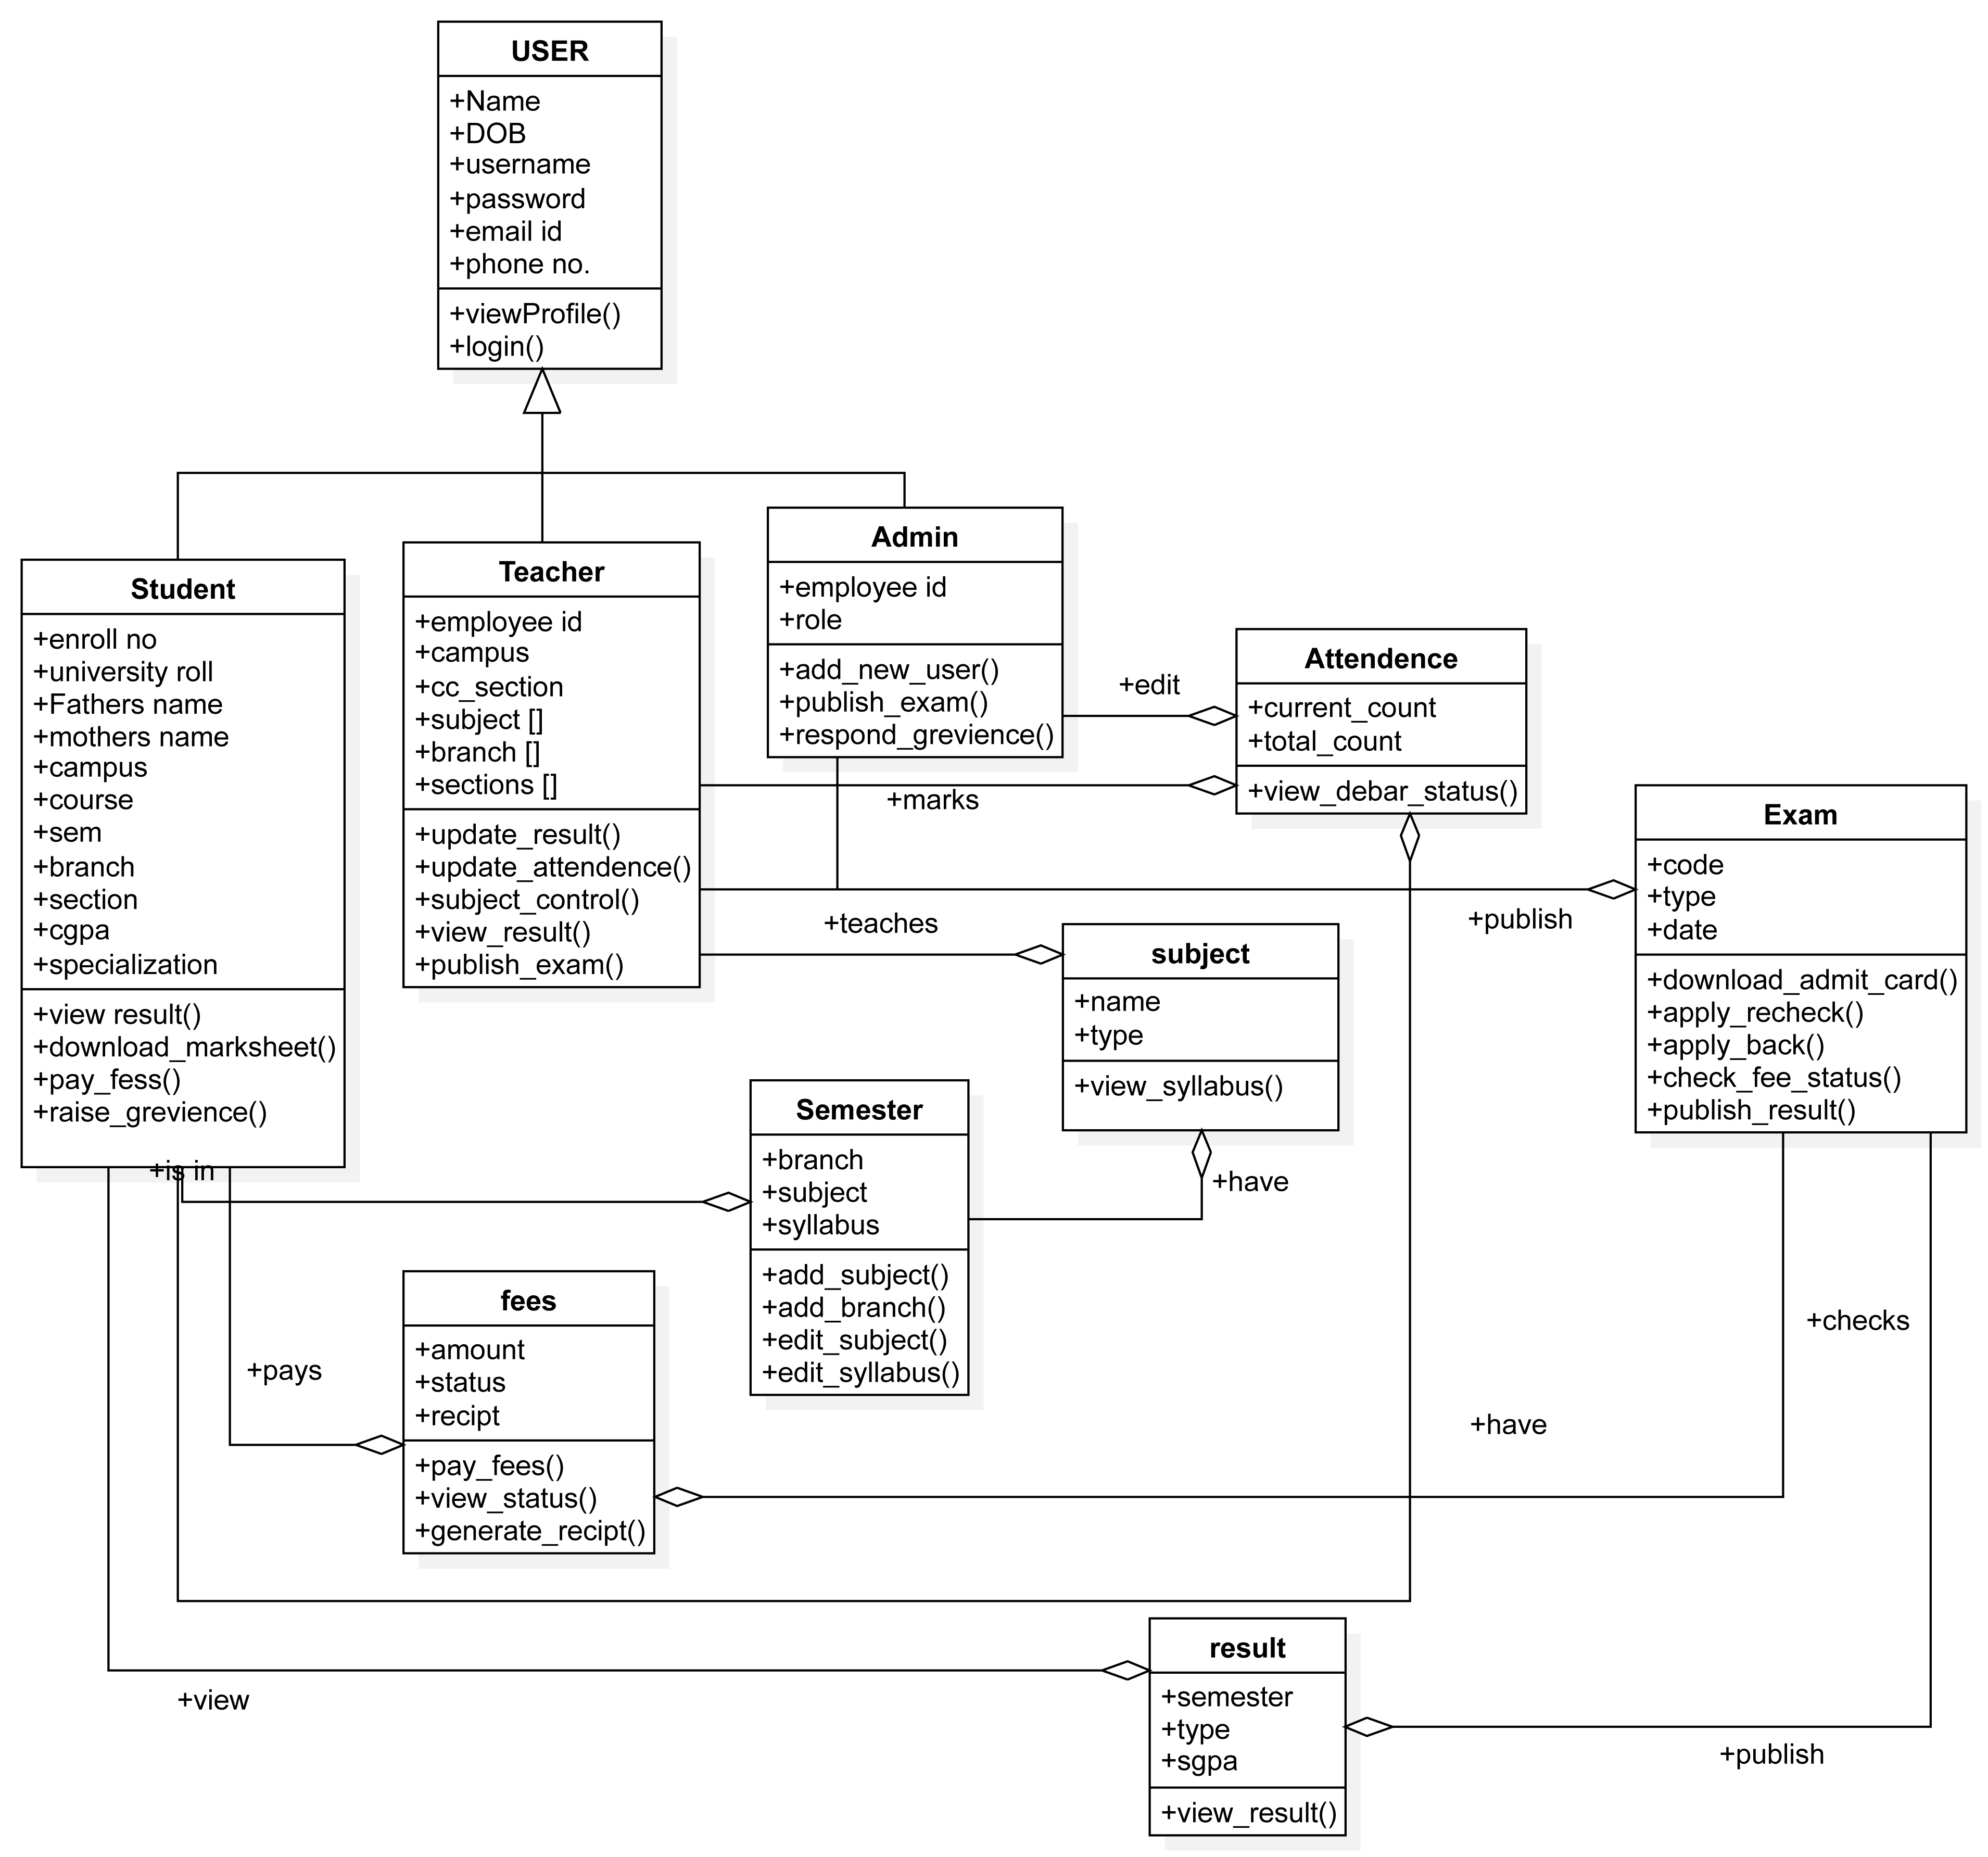 USER
+Name
+DOB
+username
+password
+email id
+phone no.
+viewProfile()
+login()
Student
+enroll no
+university roll
+Fathers name
+mothers name
+campus
+course
+sem
+branch
+section
+cgpa
+specialization
+view result()
+download_marksheet()
+pay_fess()
+raise_grevience()
Teacher
+employee id
+campus
+cc_section
+subject []
+branch []
+sections []
+update_result()
+update_attendence()
+subject_control()
+view_result()
+publish_exam()
Admin
+employee id
+role
+add_new_user()
+publish_exam()
+respond_grevience()
+edit
+marks
Attendence
+current_count
+total_count
+view_debar_status()
Exam
+code
+type
+date
+download_admit_card()
+apply_recheck()
+apply_back()
+check_fee_status()
+publish_result()
+publish
+teaches
subject
+name
+type
+view_syllabus()
+have
Semester
+branch
+subject
+syllabus
+add_subject()
+add_branch()
+edit_subject()
+edit_syllabus()
+is in
fees
+amount
+status
+recipt
+pay_fees()
+view_status()
+generate_recipt()
+pays
+checks
+have
result
+semester
+type
+sgpa
+view_result()
+view
+publish